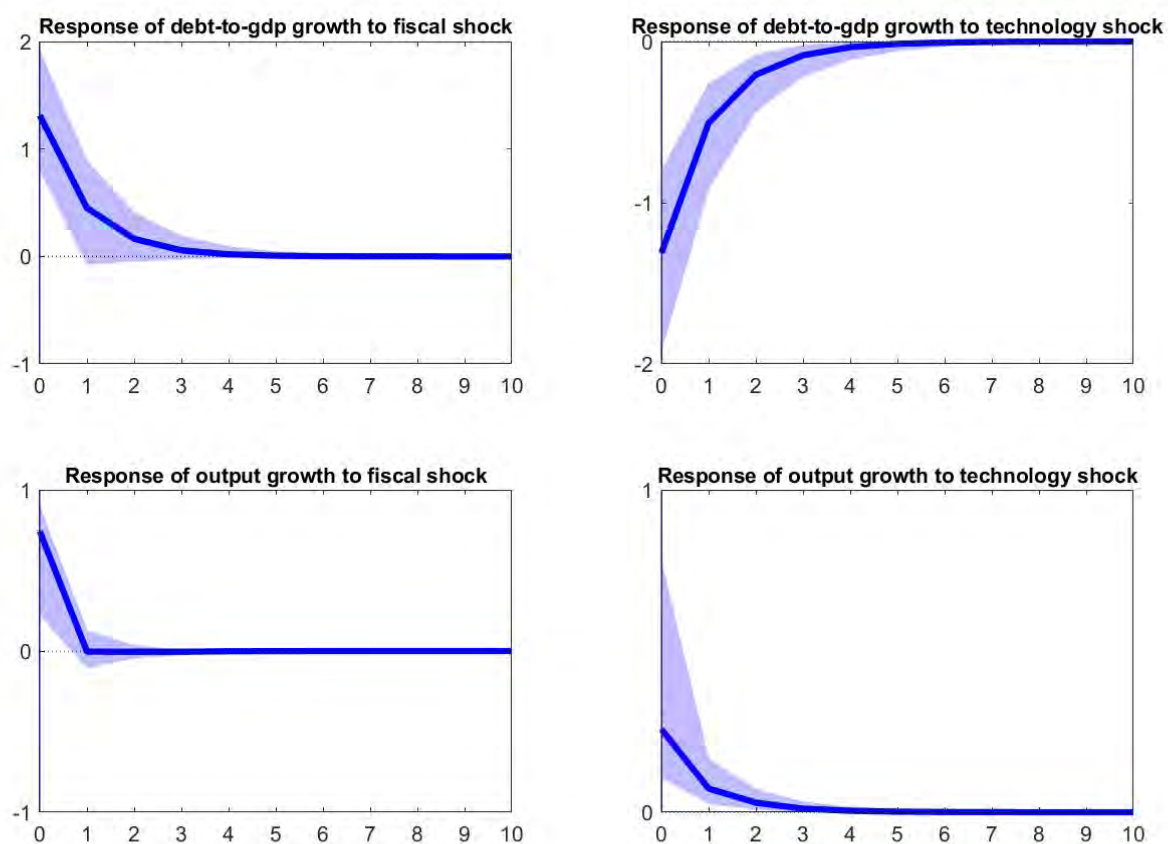 Response of debt-to-gdp growth to fiscal shock
2
1
0
-1
0 1 2 3 4 5 6 7 8 9 10
Response of debt-to-gdp growth to technology shock
0
-1
-2
0 1 2 3 4 5 6 7 8 9 10
Response of output growth to fiscal shock
1
0
-1
0 1 2 3 4 5 6 7 8 9 10
Response of output growth to technology shock
1
0
0 1 2 3 4 5 6 7 8 9 10